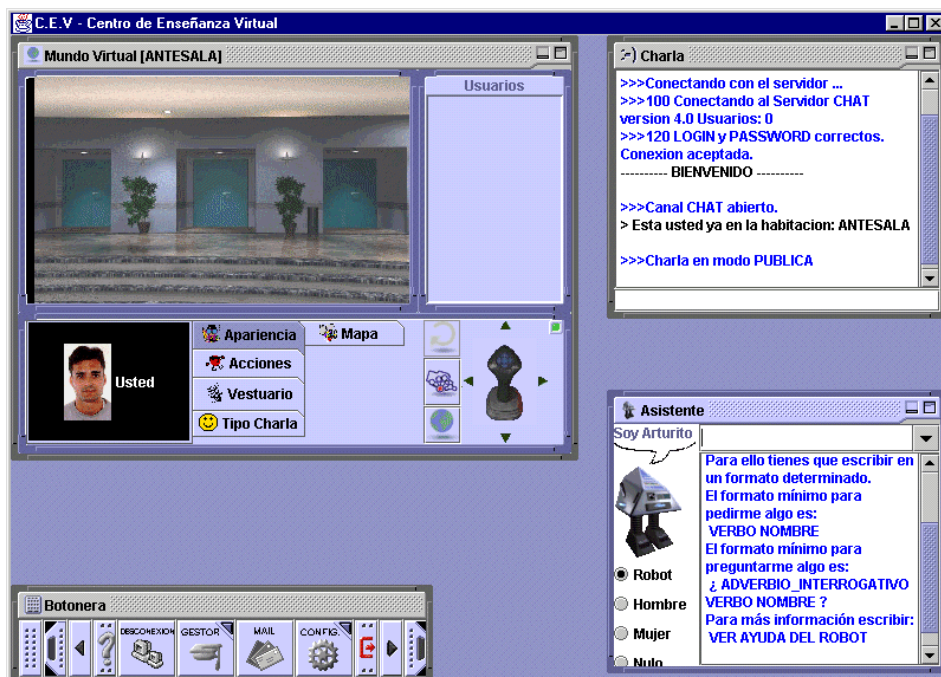 C.E.V - Centro de Enseñanza Virtual
Mundo Virtual [ANTESALA]
Usuarios
Usted
Apariencia
Mapa
Acciones
Vestuario
Tipo Charla
Charla
>>>Conectando con el servidor ...
>>>100 Conectando al Servidor CHAT
version 4.0 Usuarios: 0
>>>120 LOGIN y PASSWORD correctos.
Conexion aceptada.
---------- BIENVENIDO ----------
>>>Canal CHAT abierto.
> Esta usted ya en la habitacion: ANTESALA
>>>Charla en modo PUBLICA
Asistente
Soy Arturito
Para ello tienes que escribir en
un formato determinado.
El formato mínimo para
pedirme algo es:
VERBO NOMBRE
El formato mínimo para
preguntarme algo es:
¿ ADVERBIO_INTERROGATIVO
VERBO NOMBRE ?
Para más información escribir:
VER AYUDA DEL ROBOT
Robot
Hombre
Mujer
Nulo
Botonera
DESCONEXION
GESTOR
MAIL
CONFIG.